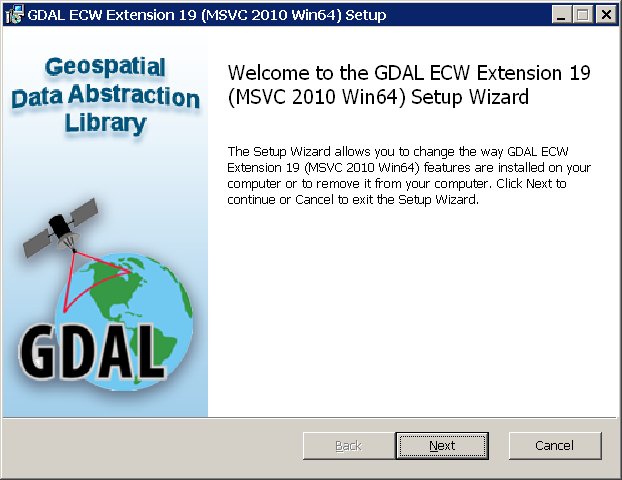 GDAL ECW Extension 19 (MSVC 2010 Win64) Setup
Geospatial
Data Abstraction
Library
GDAL
Welcome to the GDAL ECW Extension 19
(MSVC 2010 Win64) Setup Wizard
The Setup Wizard allows you to change the way GDAL ECW
Extension 19 (MSVC 2010 Win64) features are installed on your
computer or to remove it from your computer. Click Next to
continue or Cancel to exit the Setup Wizard.
Back
Next
Cancel